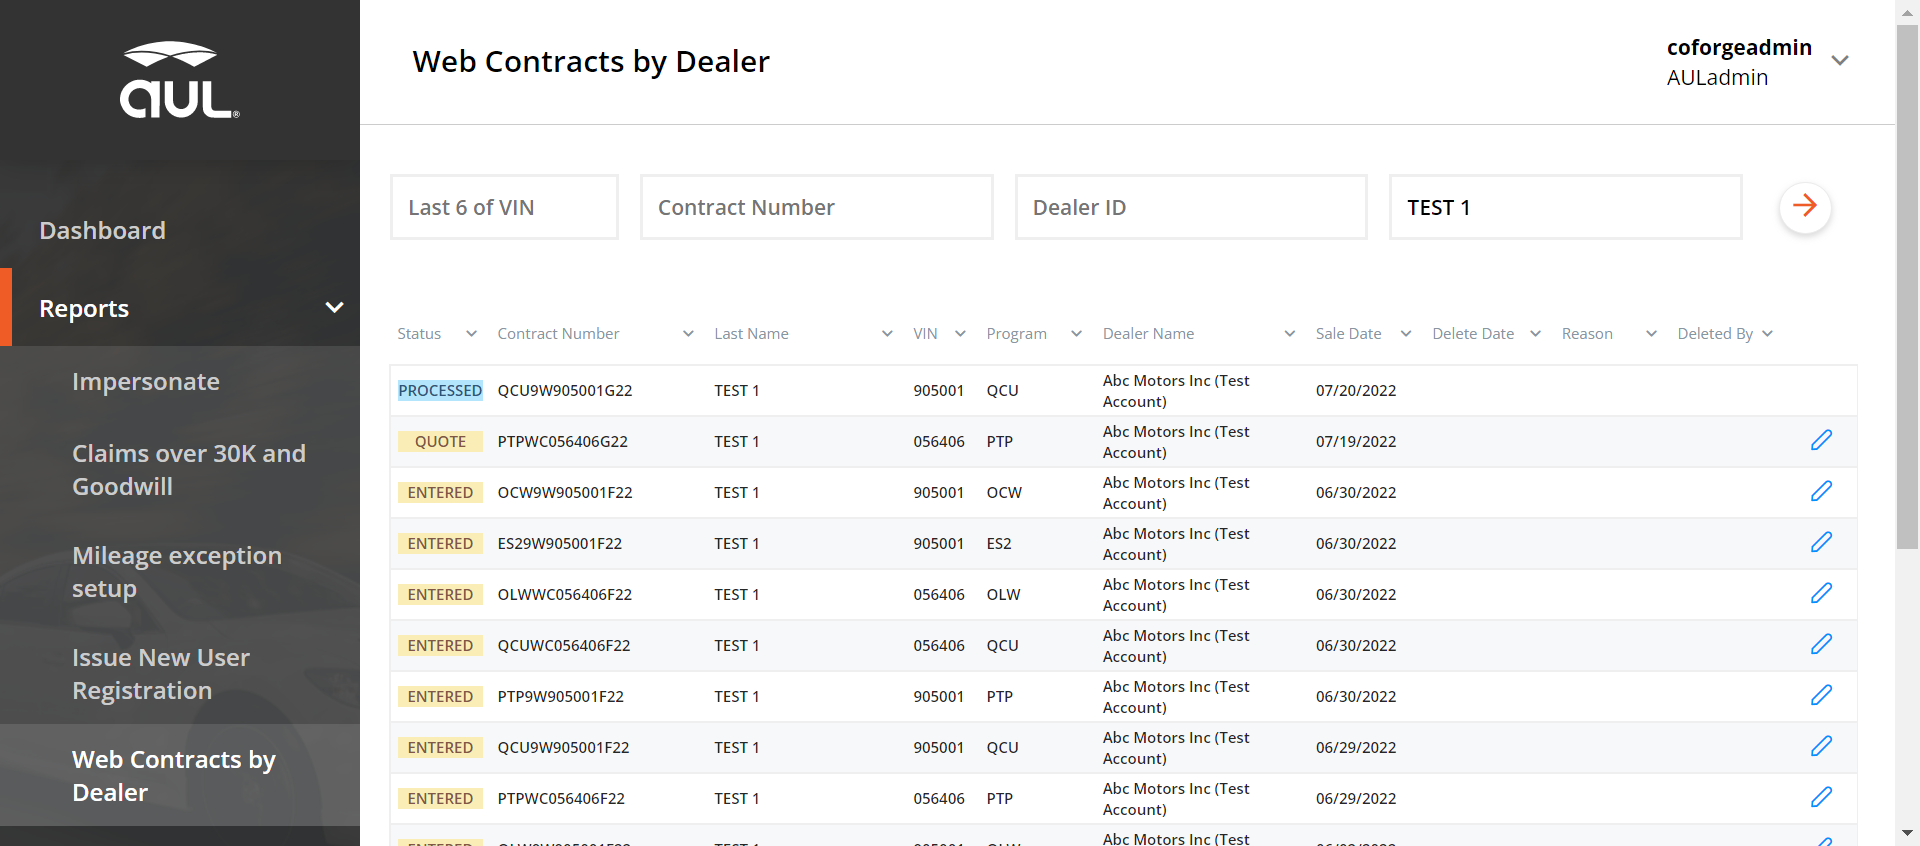 aul®
Web Contracts by Dealer
coforgeadmin
AULadmin
Last 6 of VIN
Contract Number
Dealer ID
TEST 1
Dashboard
Reports
Impersonate
Claims over 30K and
Goodwill
Mileage exception
setup
Issue New User
Registration
Web Contracts by
Dealer
Status Contract Number Last Name VIN Program Dealer Name Sale Date Delete Date Reason Deleted By
PROCESSED QCU9W905001G22 TEST 1 905001 QCU Abc Motors Inc (Test 07/20/2022
Account)
QUOTE PTPWC056406G22 TEST 1 056406 PTP Abc Motors Inc (Test 07/19/2022
Account)
ENTERED OCW9W905001F22 TEST 1 905001 OCW Abc Motors Inc (Test 06/30/2022
Account)
ENTERED ES29W905001F22 TEST 1 905001 ES2 Abc Motors Inc (Test 06/30/2022
Account)
ENTERED OLWWC056406F22 TEST 1 056406 OLW Abc Motors Inc (Test 06/30/2022
Account)
ENTERED QCUWC056406F22 TEST 1 056406 QCU Abc Motors Inc (Test 06/30/2022
Account)
ENTERED PTP9W905001F22 TEST 1 905001 PTP Abc Motors Inc (Test 06/30/2022
Account)
ENTERED QCU9W905001F22 TEST 1 905001 QCU Abc Motors Inc (Test 06/29/2022
Account)
ENTERED PTPWC056406F22 TEST 1 056406 PTP Abc Motors Inc (Test 06/29/2022
Account)
Abc Motors Inc (Test